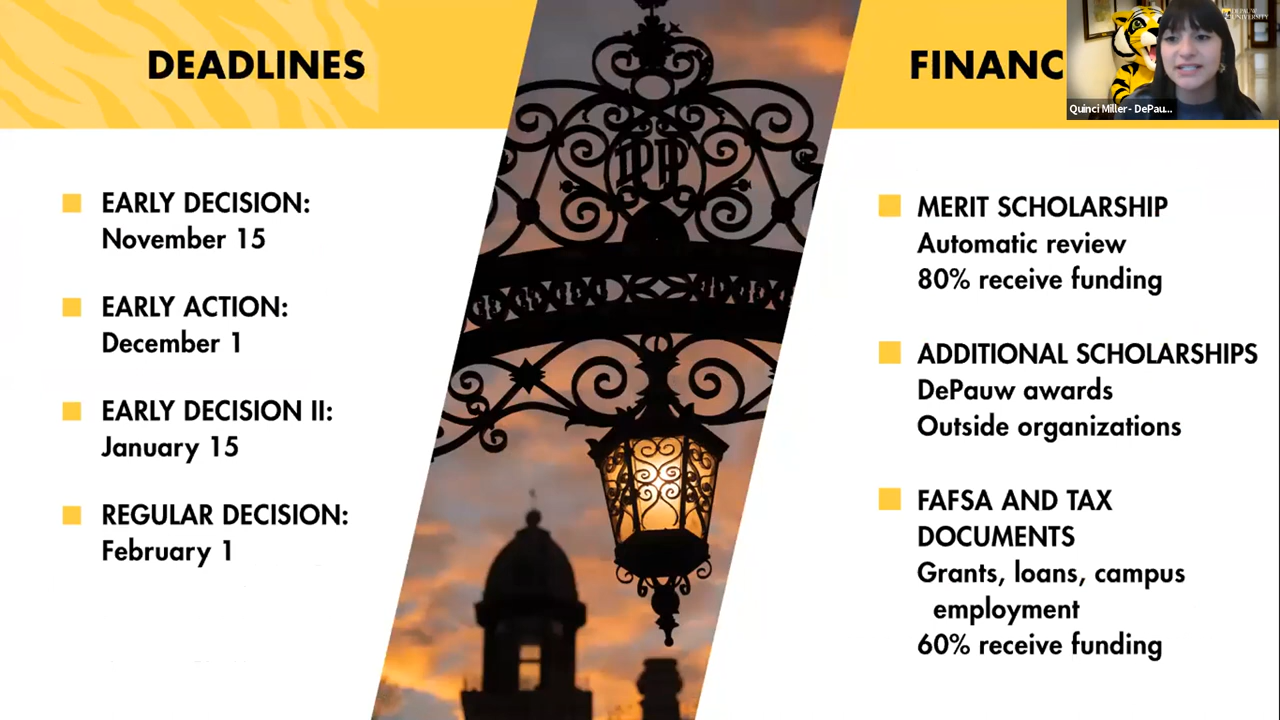 DEADLINES
EARLY DECISION:
November 15
EARLY ACTION:
December 1
EARLY DECISION II:
January 15
REGULAR DECISION:
February 1
FINANC
DEPAUW
UNIVERSITY
Quinci Miller - DePau...
MERIT SCHOLARSHIP
Automatic review
80% receive funding
ADDITIONAL SCHOLARSHIPS
DePauw awards
Outside organizations
FAFSA AND TAX
DOCUMENTS
Grants, loans, campus
employment
60% receive funding